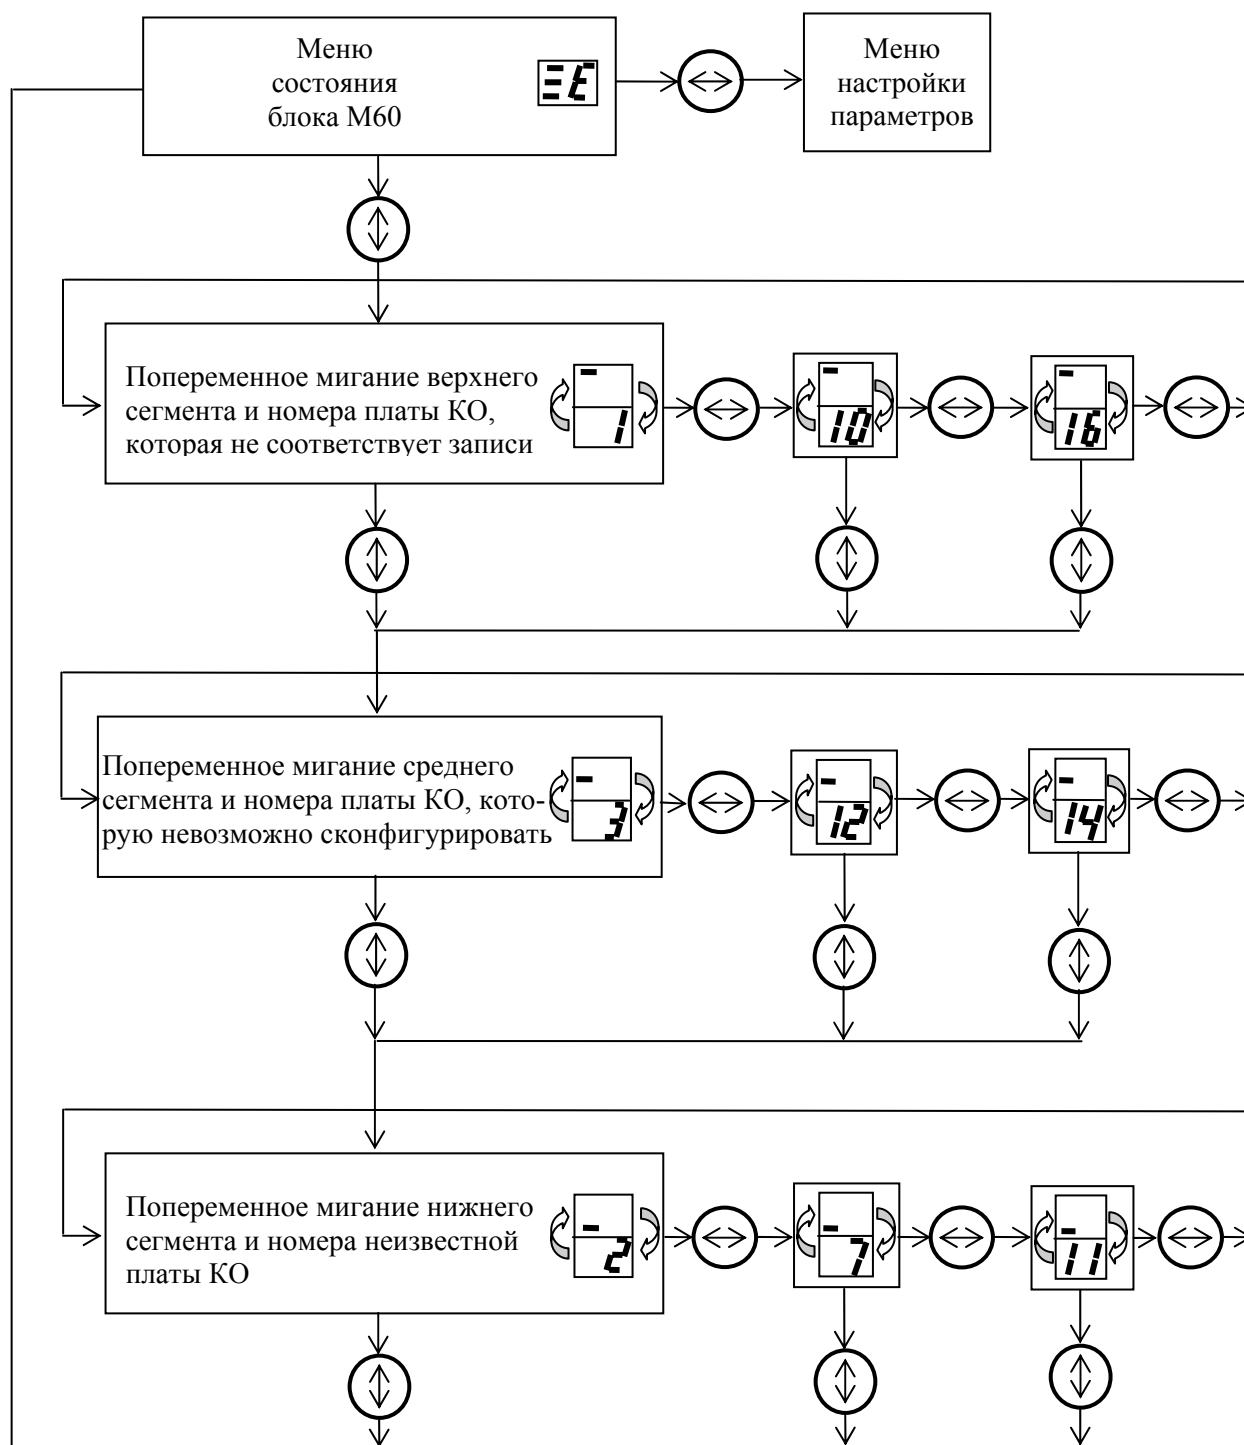 Меню
состояния
блока М60
Ξt
Меню
настройки
параметров
Попеременное мигание верхнего
сегмента и номера платы КО,
которая не соответствует записи
1
10
16
Попеременное мигание среднего
сегмента и номера платы КО, кото-
рую невозможно сконфигурировать
3
12
14
Попеременное мигание нижнего
сегмента и номера неизвестной
платы КО
2
7
11